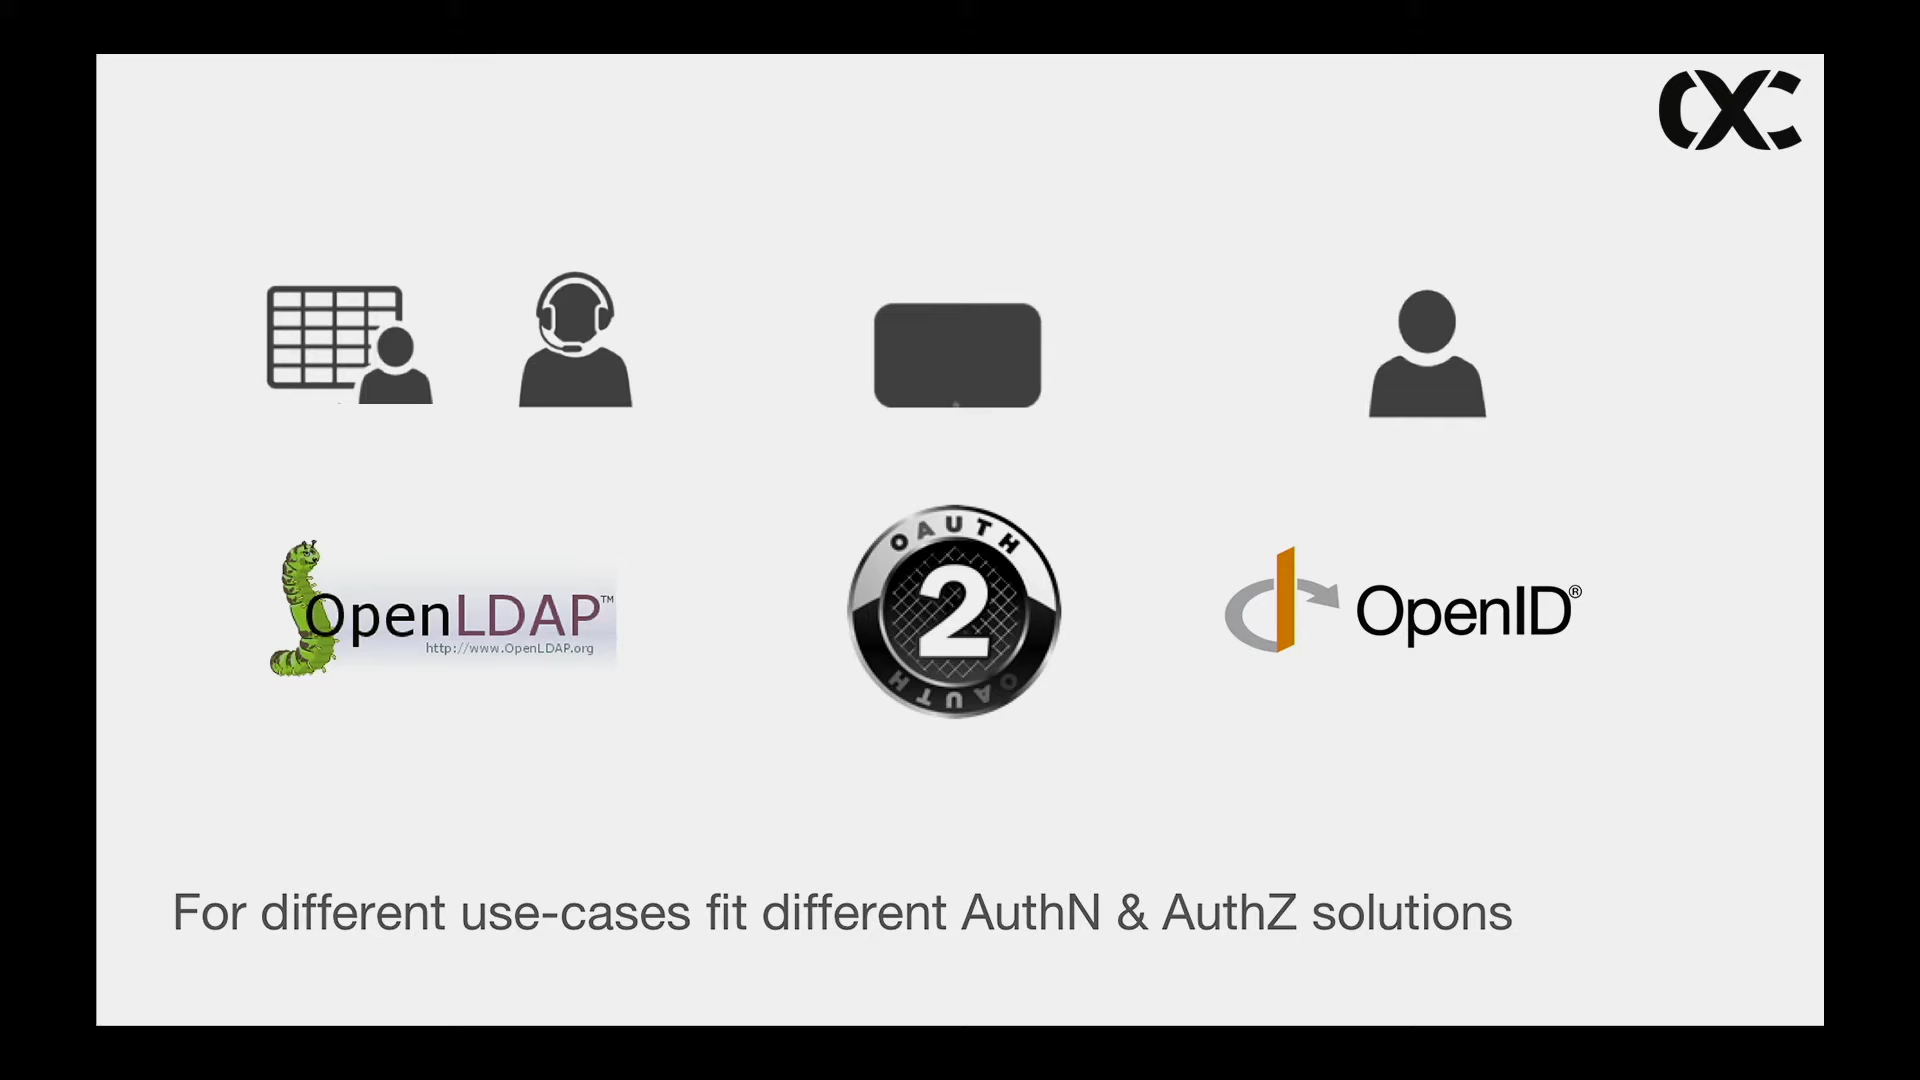 OpenLDAP™
http://www.OpenLDAP.org
OAUTH
2
OAUTH
OpenID®
For different use-cases fit different AuthN & AuthZ solutions